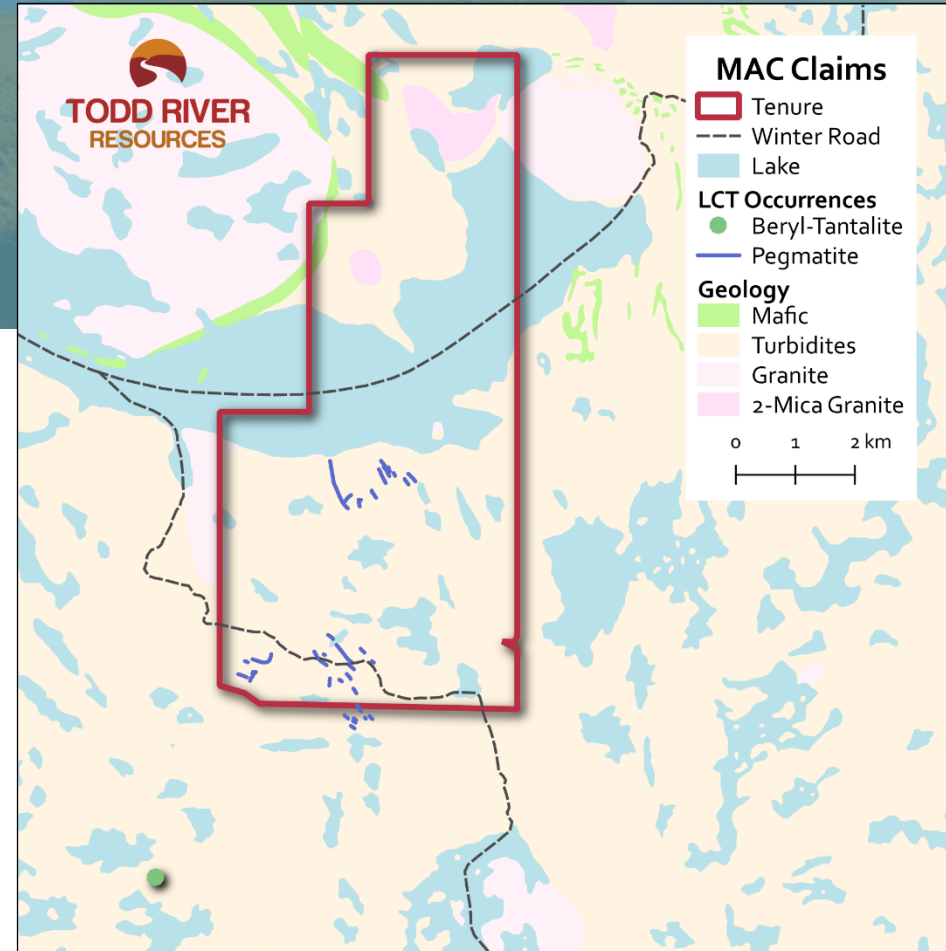 TODD RIVER
RESOURCES
MAC Claims
Tenure
Winter Road
Lake
LCT Occurrences
Beryl-Tantalite
Pegmatite
Geology
Mafic
Turbidites
Granite
2-Mica Granite
0 1 2 km